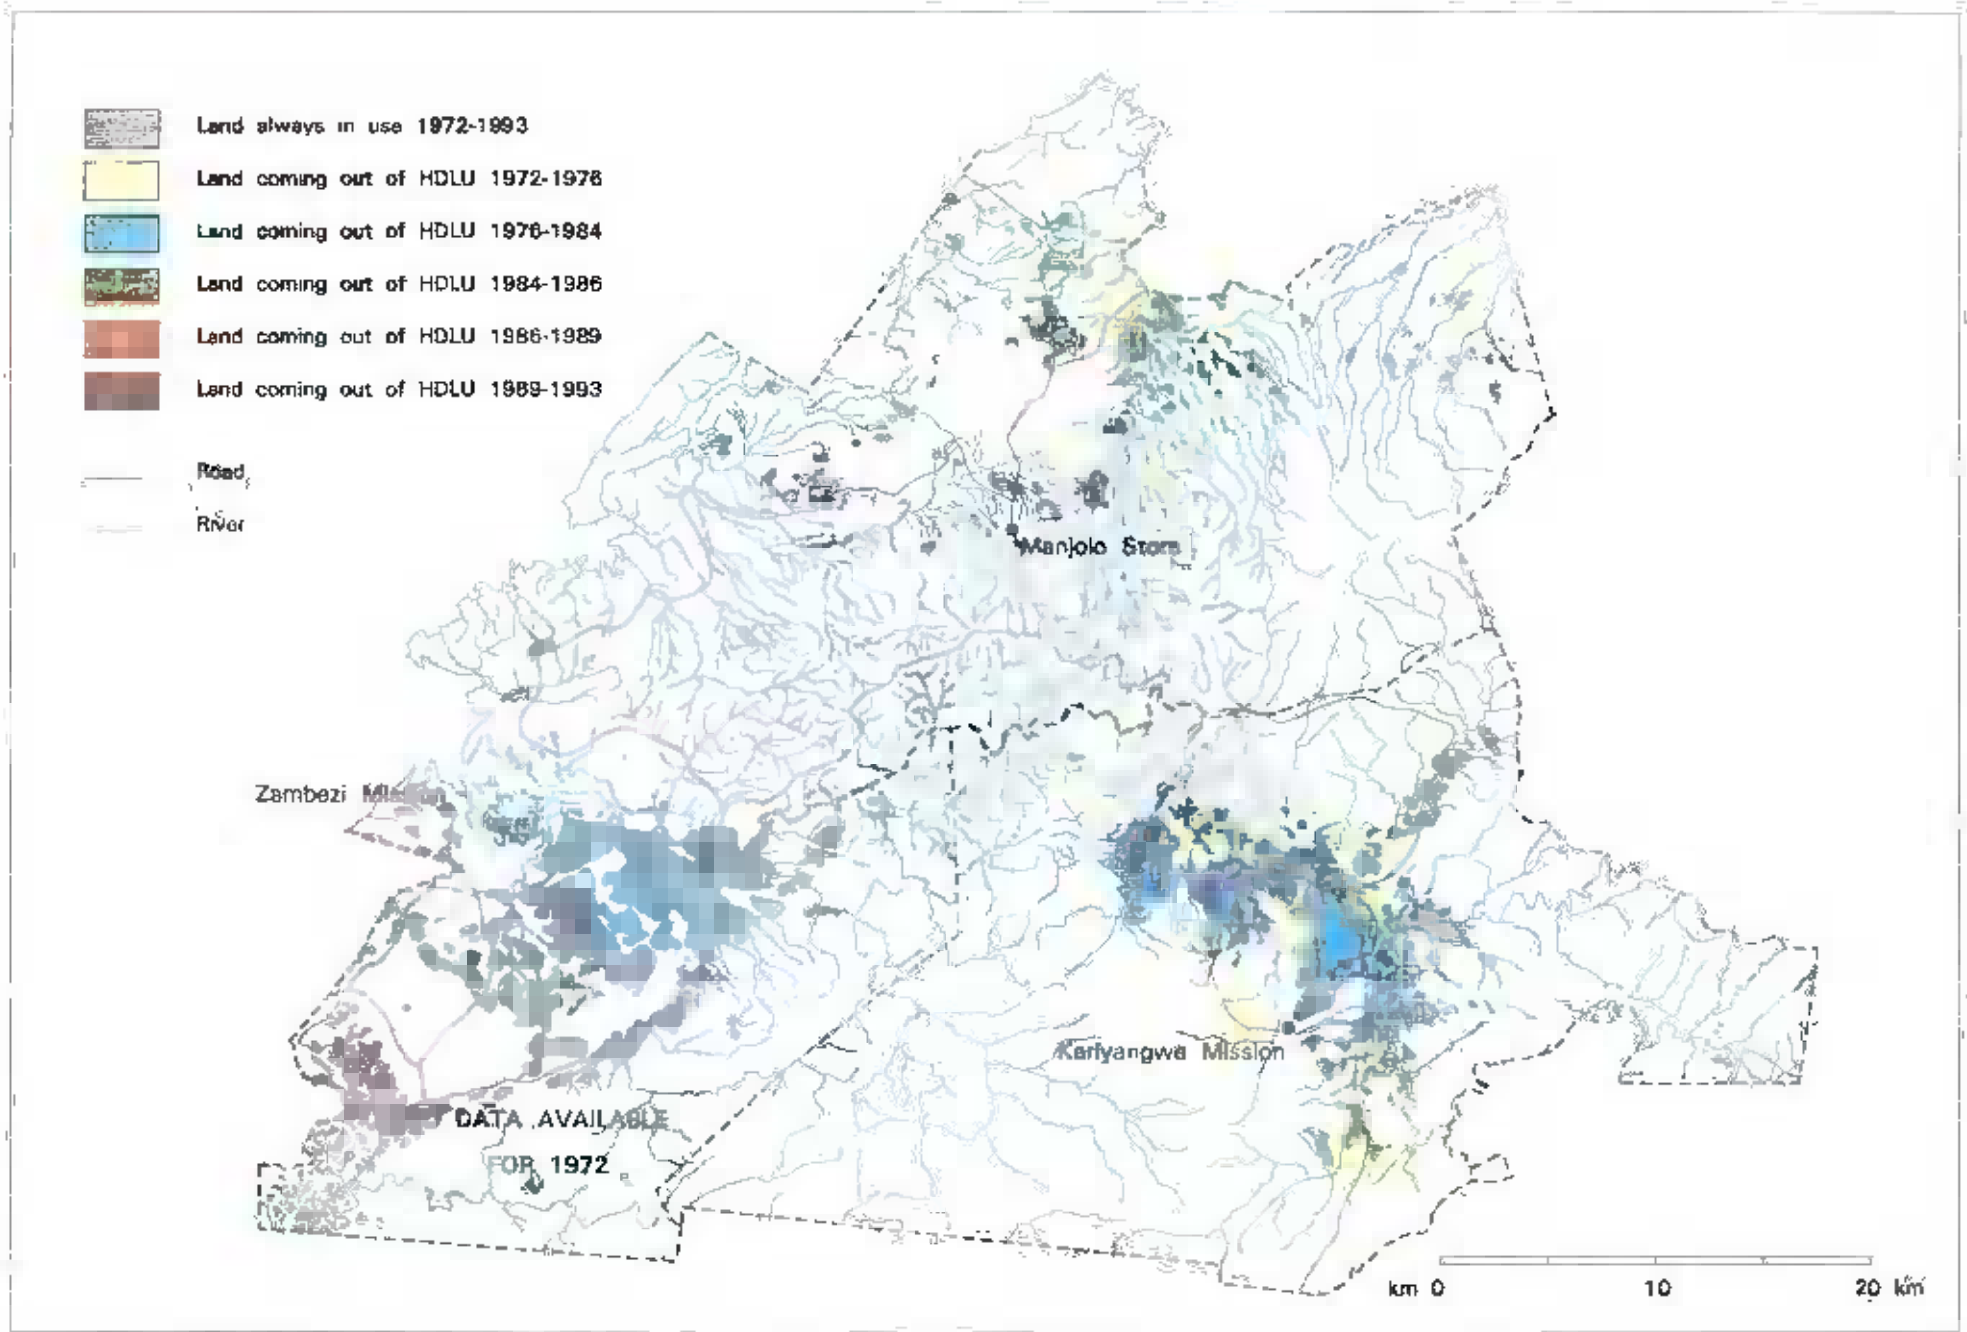 Land always in use 1972-1993
Land coming out of HDLU 1972-1976
Land coming out of HDLU 1976-1984
Land coming out of HDLU 1984-1986
Land coming out of HDLU 1986-1989
Land coming out of HDLU 1989-1993
Road
River
Manjolo Store
Zambezi
Kariyangwe Mission
DATA AVAILABLE
FOR 1972
km 0 10 20 km